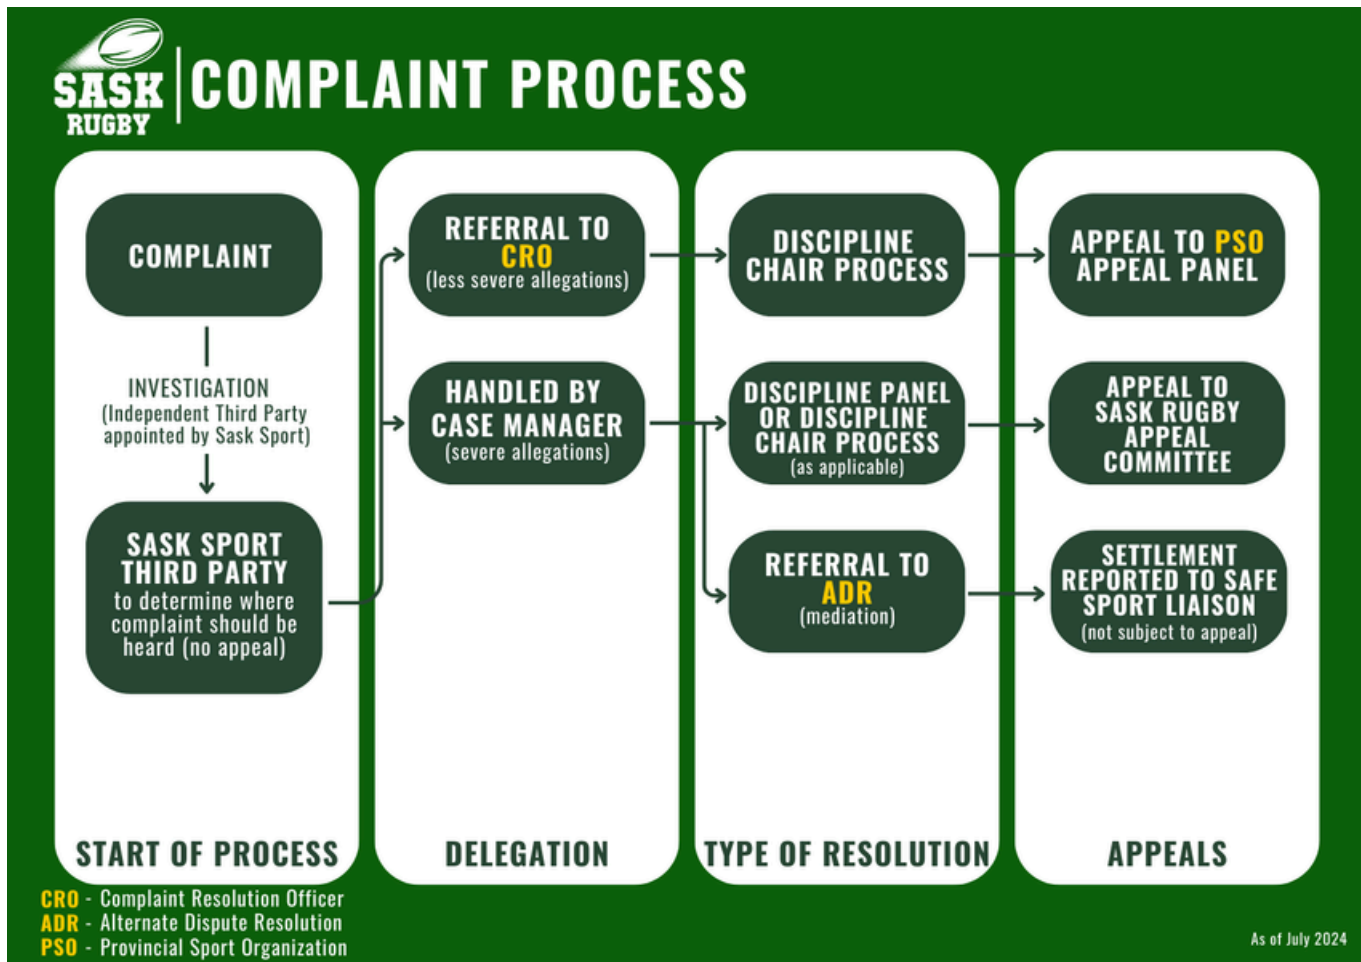 SASK
RUGBY
COMPLAINT PROCESS
COMPLAINT
INVESTIGATION
(Independent Third Party
appointed by Sask Sport)
SASK SPORT
THIRD PARTY
to determine where
complaint should be
heard (no appeal)
START OF PROCESS
REFERRAL TO
CRO
(less severe allegations)
HANDLED BY
CASE MANAGER
(severe allegations)
DELEGATION
DISCIPLINE
CHAIR PROCESS
DISCIPLINE PANEL
OR DISCIPLINE
CHAIR PROCESS
(as applicable)
REFERRAL TO
ADR
(mediation)
TYPE OF RESOLUTION
APPEAL TO PSO
APPEAL PANEL
APPEAL TO
SASK RUGBY
APPEAL
COMMITTEE
SETTLEMENT
REPORTED TO SAFE
SPORT LIAISON
(not subject to appeal)
APPEALS
CRO - Complaint Resolution Officer
ADR - Alternate Dispute Resolution
PSO - Provincial Sport Organization
As of July 2024